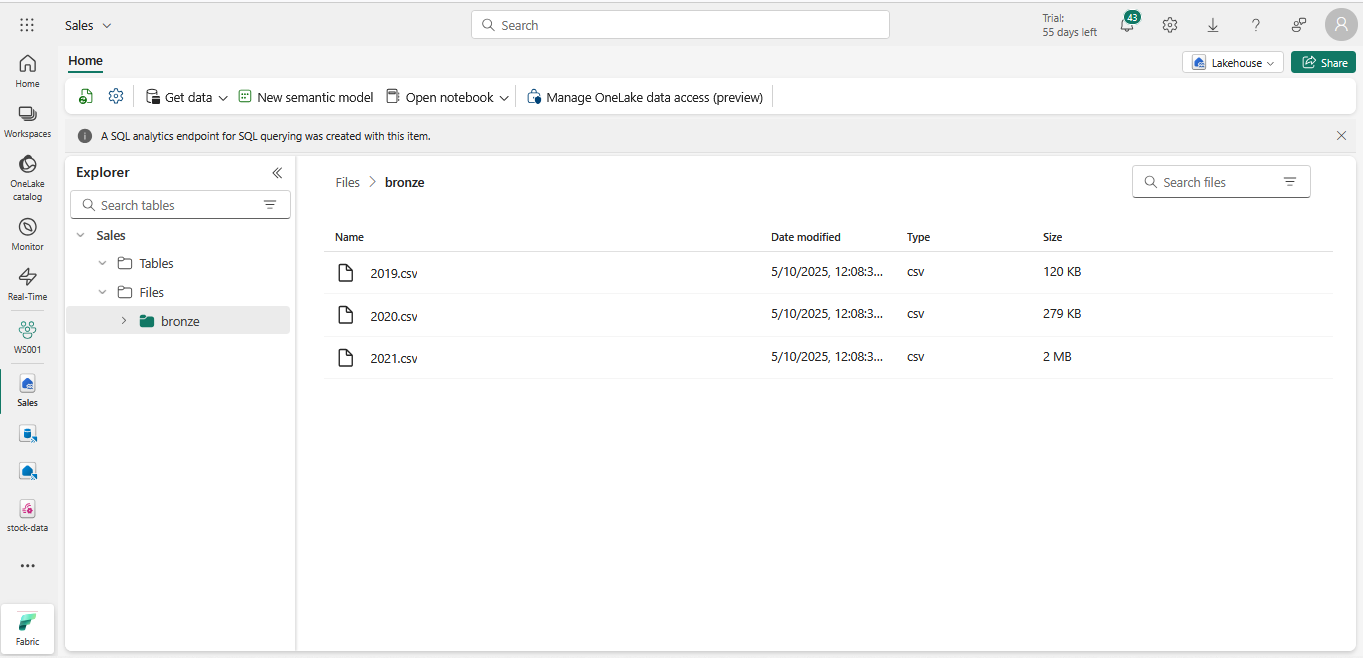 Sales
Search
Trial:
55 days left
43
Home
Lakehouse
Share
Get data
New semantic model
Open notebook
Manage OneLake data access (preview)
A SQL analytics endpoint for SQL querying was created with this item.
Home
Workspaces
OneLake
catalog
Monitor
Real-Time
WS001
Sales
stock-data
Fabric
Explorer
Search tables
Sales
Tables
Files
bronze
Files > bronze
Search files
Name Date modified Type Size
2019.csv 5/10/2025, 12:08:3... csv 120 KB
2020.csv 5/10/2025, 12:08:3... csv 279 KB
2021.csv 5/10/2025, 12:08:3... csv 2 MB